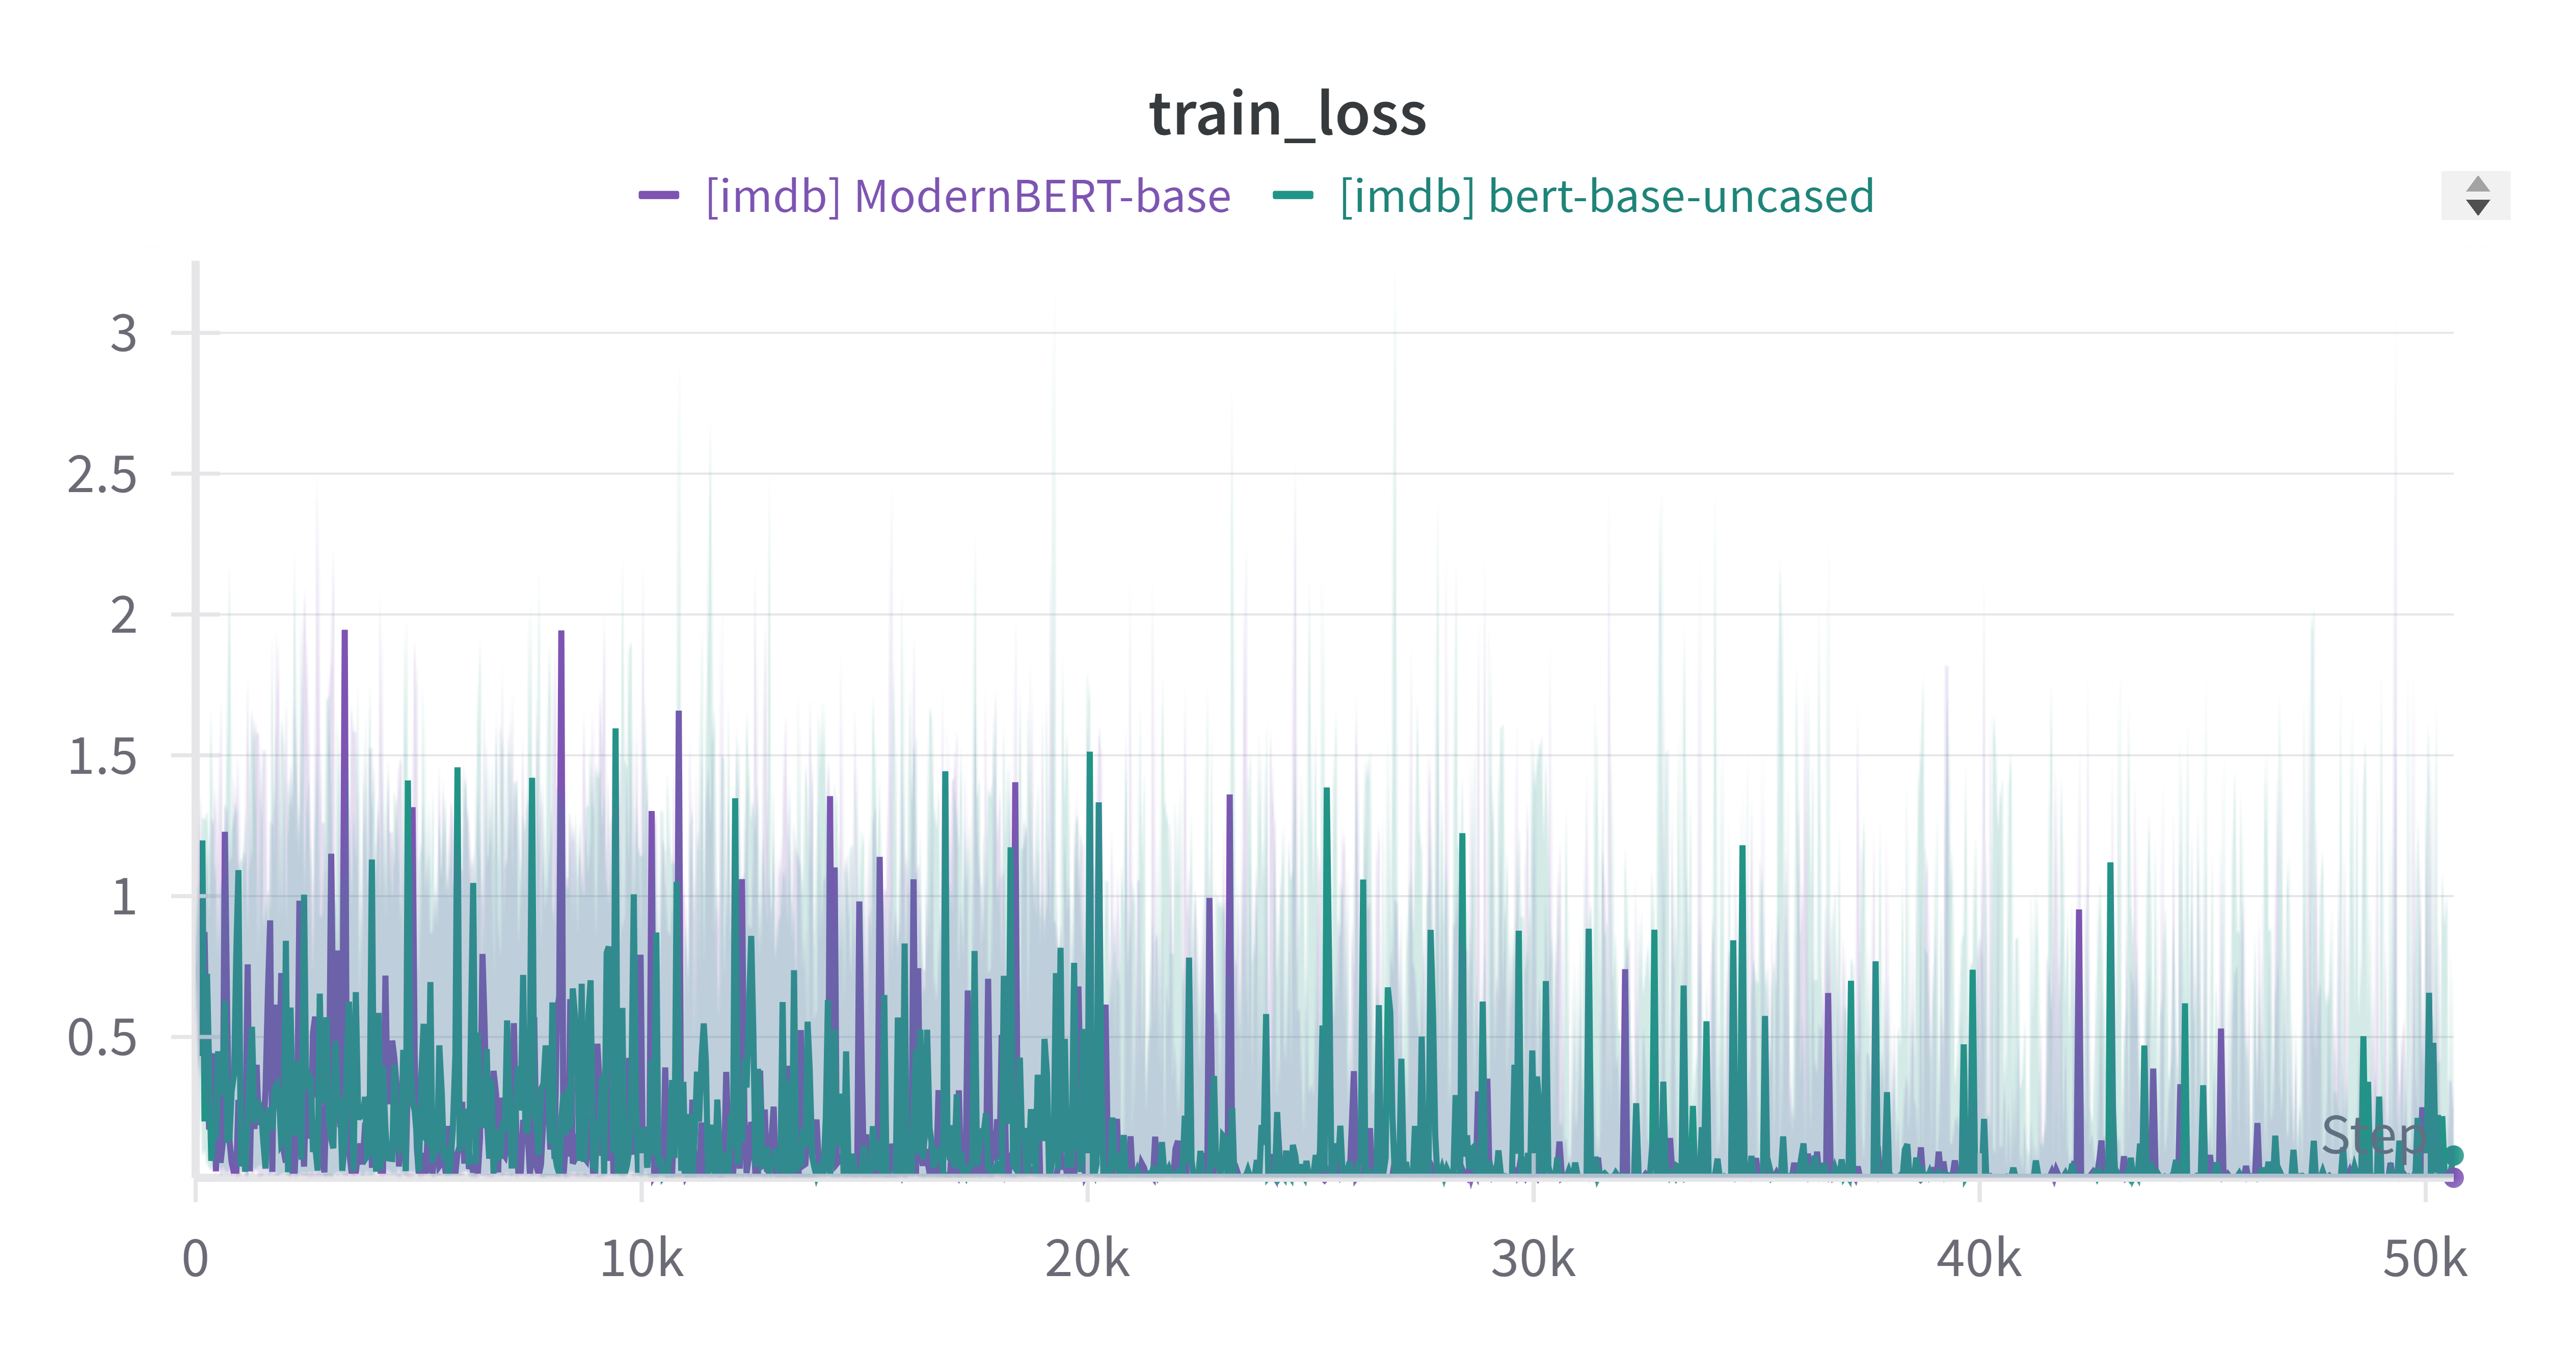 train_loss
[imdb] ModernBERT-base [imdb] bert-base-uncased
3
2.5
2
1.5
1
0.5
Step
0 10k 20k 30k 40k 50k